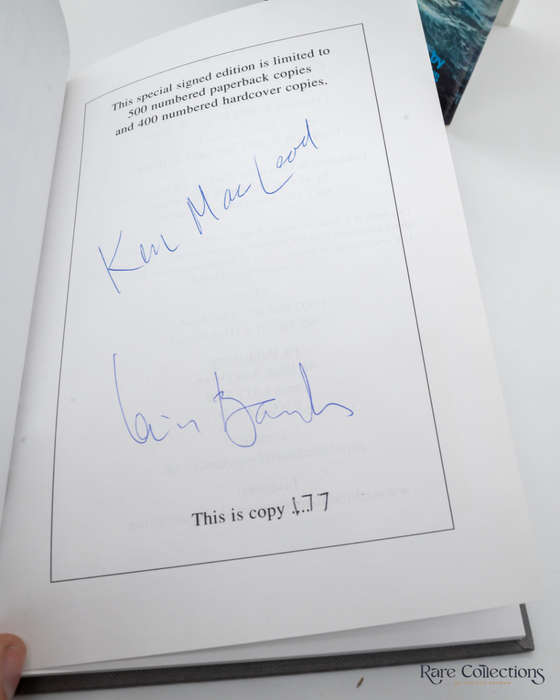 This special signed edition is limited to
500 numbered paperback copies
and 400 numbered hardcover copies.
Ken MacLeod
Iain Banks
This is copy 177
Rare Collections